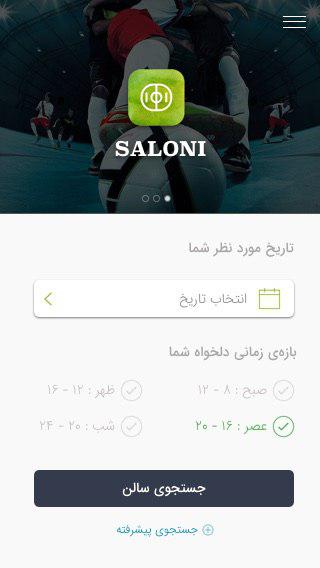 SALONI
تاریخ مورد نظر شما
انتخاب تاریخ
بازه‌ی زمانی دلخواه شما
صبح : ۸ - ۱۲
ظهر : ۱۲ - ۱۶
عصر : ۱۶ - ۲۰
شب : ۲۰ - ۲۴
جستجوی سالن
جستجوی پیشرفته